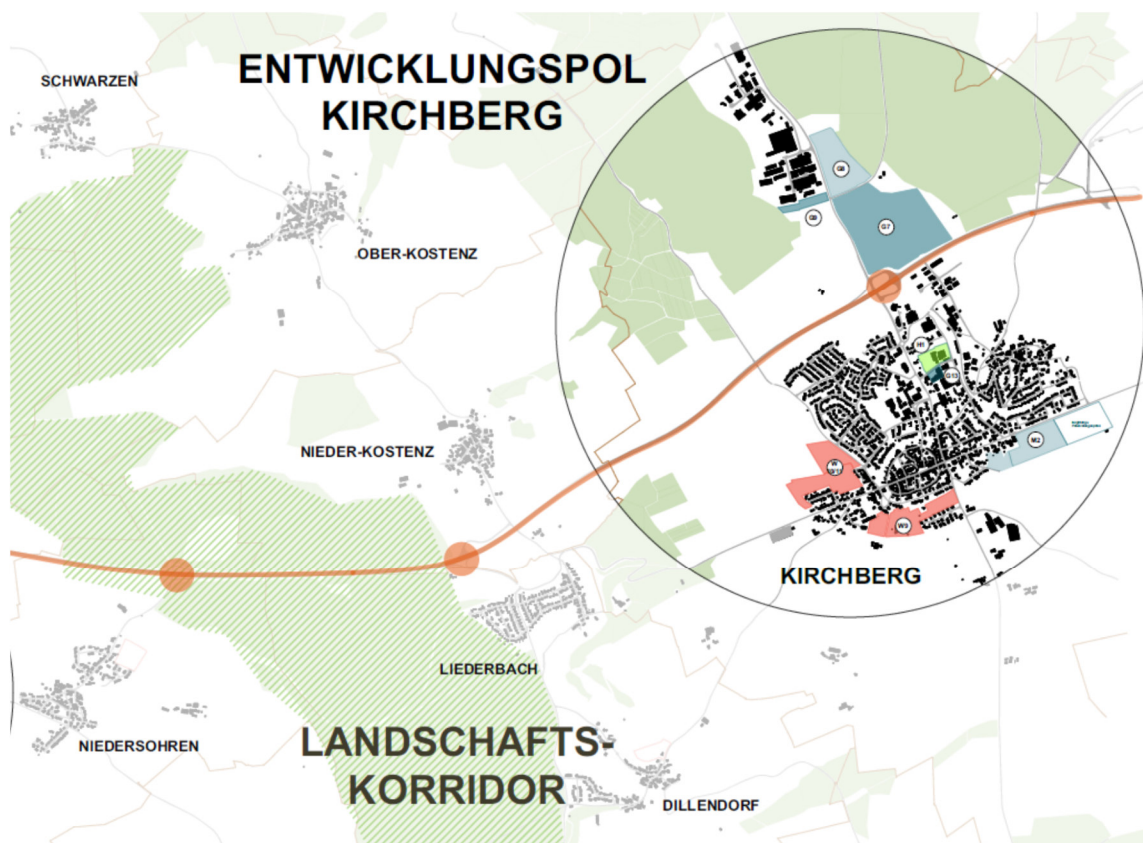 ENTWICKLUNGSPOL
KIRCHBERG
SCHWARZEN
G8
G9
G7
OBER-KOSTENZ
H1
G13
M2
NIEDER-KOSTENZ
W
W9
KIRCHBERG
LIEDERBACH
LANDSCHAFTS-
KORRIDOR
NIEDERSOHREN
DILLENDORF